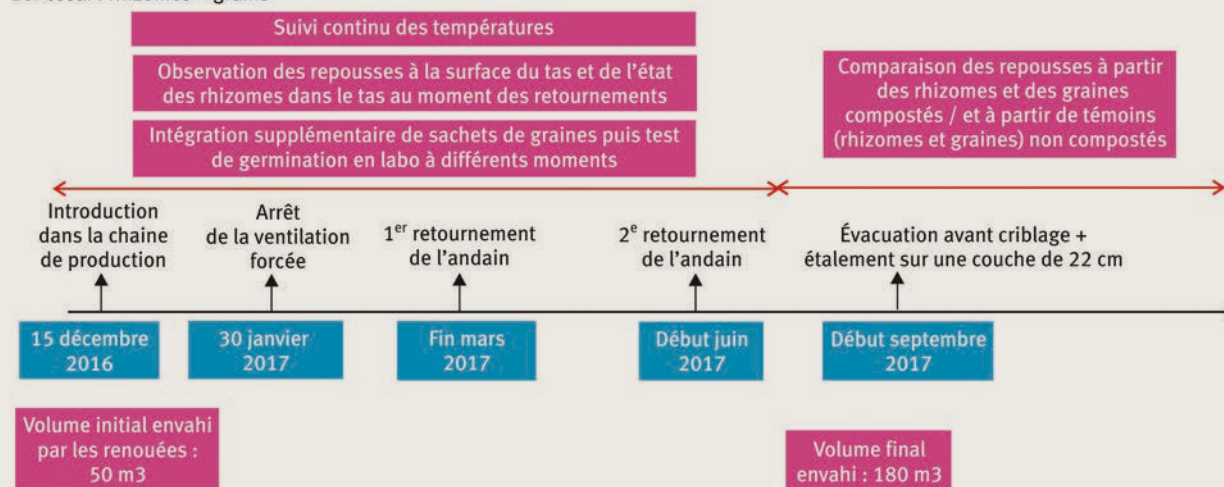 Suivi continu des températures
Observation des repousses à la surface du tas et de l'état
des rhizomes dans le tas au moment des retournements
Intégration supplémentaire de sachets de graines puis test
de germination en labo à différents moments
Comparaison des repousses à partir
des rhizomes et des graines
compostés / et à partir de témoins
(rhizomes et graines) non compostés
Introduction
dans la chaine
de production
Arrêt
de la ventilation
forcée
1er retournement
de l'andain
2e retournement
de l'andain
Évacuation avant criblage +
étalement sur une couche de 22 cm
15 décembre
2016
30 janvier
2017
Fin mars
2017
Début juin
2017
Début septembre
2017
Volume initial envahi
par les renouées :
50 m3
Volume final
envahi : 180 m3